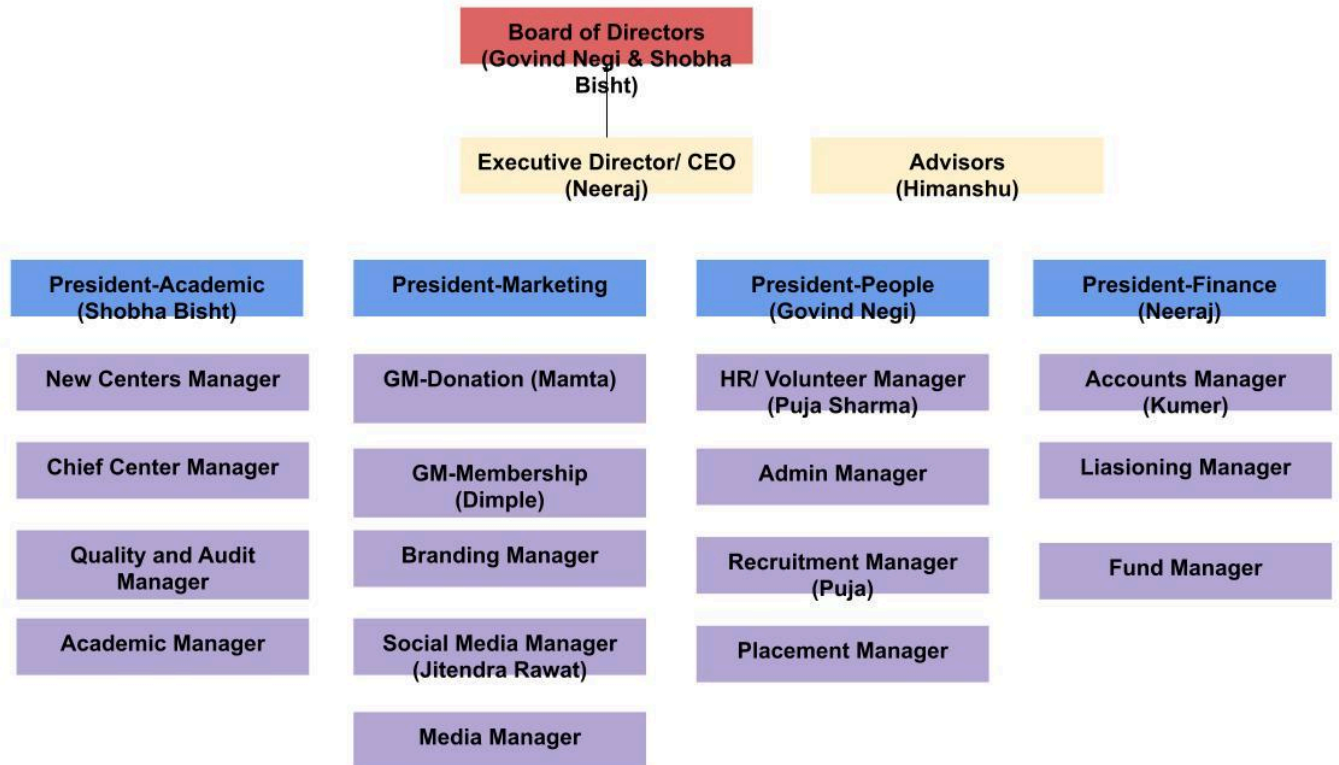 Board of Directors
(Govind Negi & Shobha
Bisht)
Executive Director/ CEO
(Neeraj)
Advisors
(Himanshu)
President-Academic
(Shobha Bisht)
President-Marketing
President-People
(Govind Negi)
President-Finance
(Neeraj)
New Centers Manager
GM-Donation (Mamta)
HR/ Volunteer Manager
(Puja Sharma)
Accounts Manager
(Kumer)
Chief Center Manager
GM-Membership
(Dimple)
Admin Manager
Liasioning Manager
Quality and Audit
Manager
Branding Manager
Recruitment Manager
(Puja)
Fund Manager
Academic Manager
Social Media Manager
(Jitendra Rawat)
Placement Manager
Media Manager